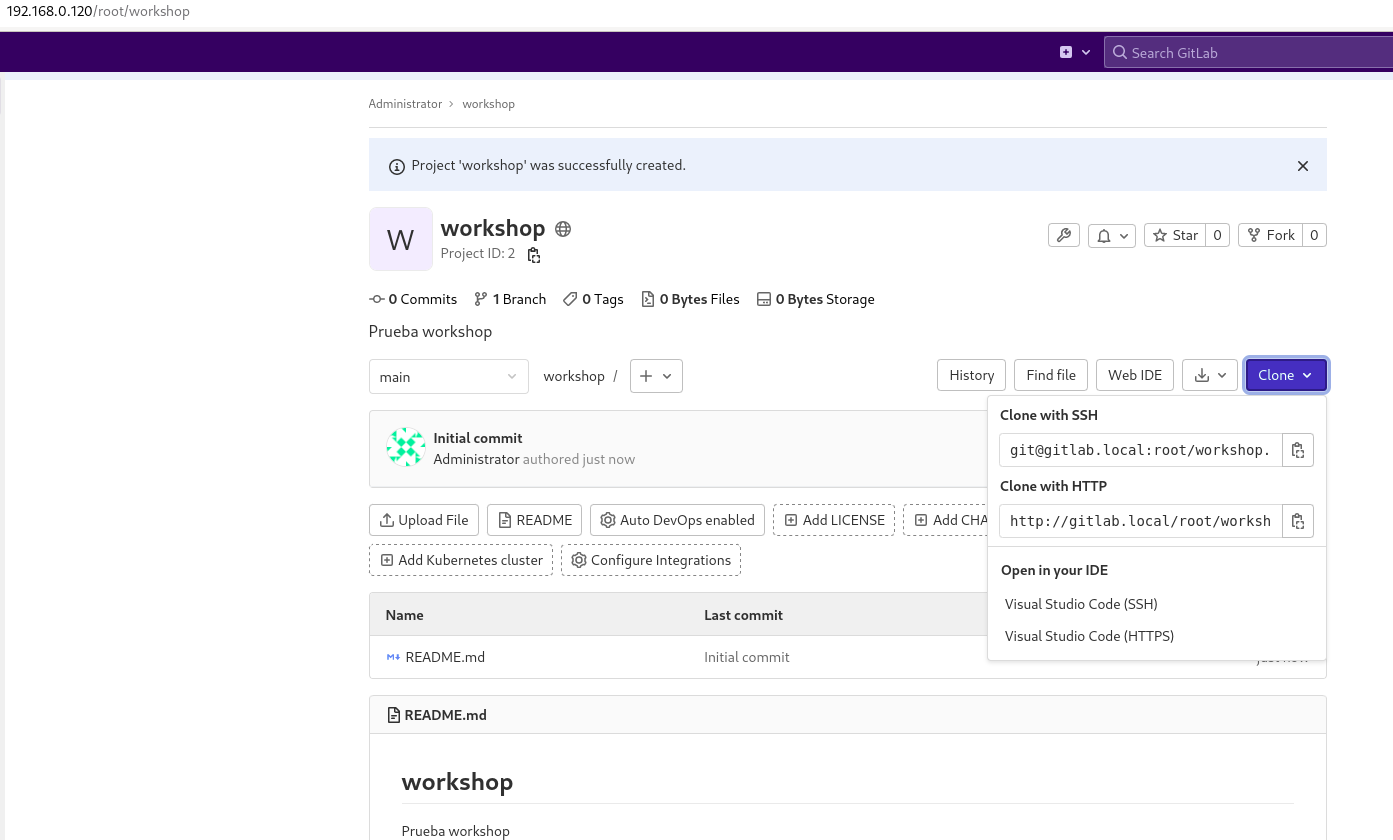 192.168.0.120/root/workshop
Search GitLab
Administrator › workshop
Project 'workshop' was successfully created.
W
workshop
Project ID: 2
Star 0
Fork 0
0 Commits 1 Branch 0 Tags 0 Bytes Files 0 Bytes Storage
Prueba workshop
main
workshop /
History Find file Web IDE Clone
Clone with SSH
git@gitlab.local:root/workshop.
Clone with HTTP
http://gitlab.local/root/worksh
Open in your IDE
Visual Studio Code (SSH)
Visual Studio Code (HTTPS)
Initial commit
Administrator authored just now
Upload File README Auto DevOps enabled Add LICENSE Add CHA
Add Kubernetes cluster Configure Integrations
Name Last commit
README.md Initial commit
README.md
workshop
Prueba workshop